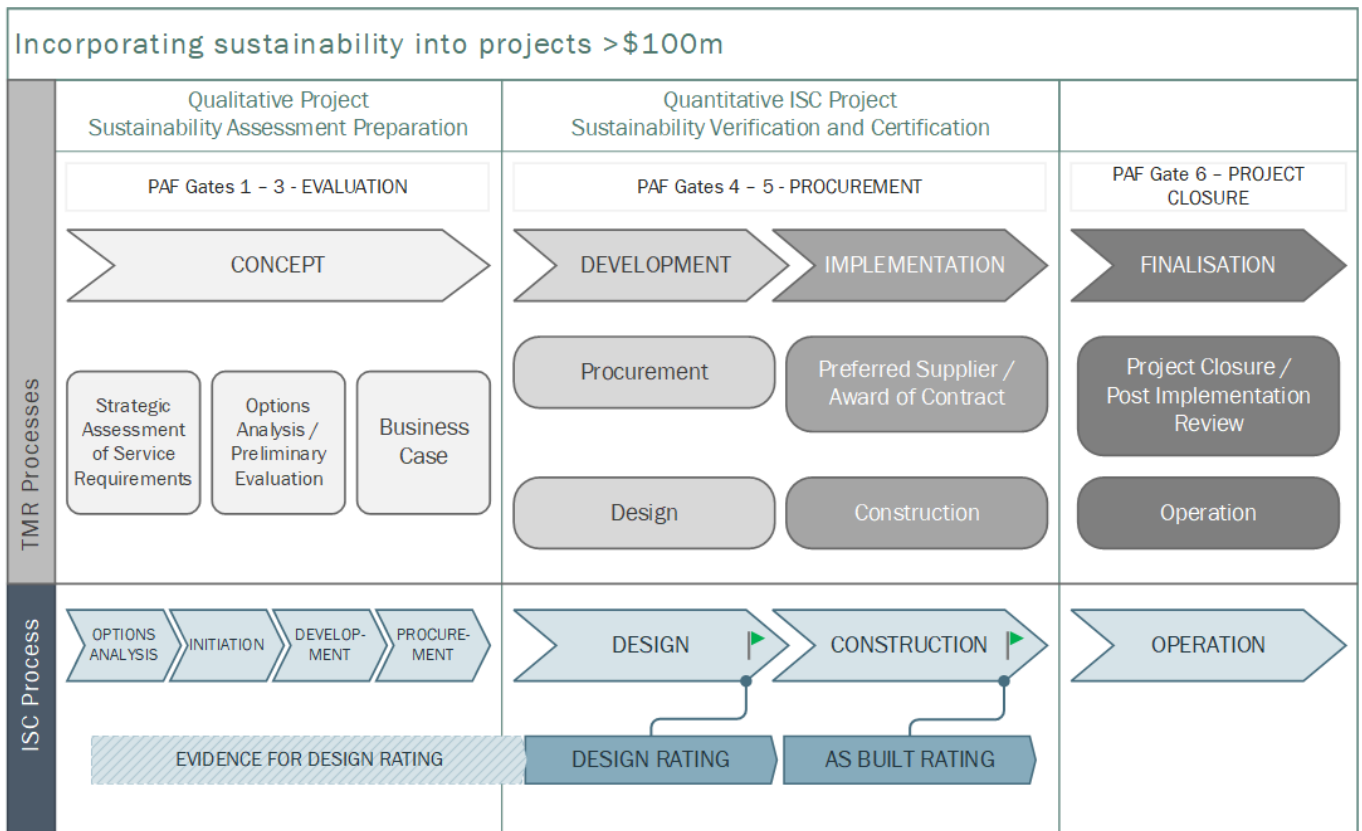 Incorporating sustainability into projects >$100m
Qualitative Project
Sustainability Assessment Preparation
Quantitative ISC Project
Sustainability Verification and Certification
TMR Processes
PAF Gates 1 – 3 - EVALUATION
PAF Gates 4 – 5 - PROCUREMENT
PAF Gate 6 – PROJECT
CLOSURE
CONCEPT
DEVELOPMENT
IMPLEMENTATION
FINALISATION
Strategic
Assessment
of Service
Requirements
Options
Analysis /
Preliminary
Evaluation
Business
Case
Procurement
Preferred Supplier /
Award of Contract
Project Closure /
Post Implementation
Review
Design
Construction
Operation
ISC Process
OPTIONS
ANALYSIS
INITIATION
DEVELOP-
MENT
PROCURE-
MENT
DESIGN
CONSTRUCTION
OPERATION
EVIDENCE FOR DESIGN RATING
DESIGN RATING
AS BUILT RATING